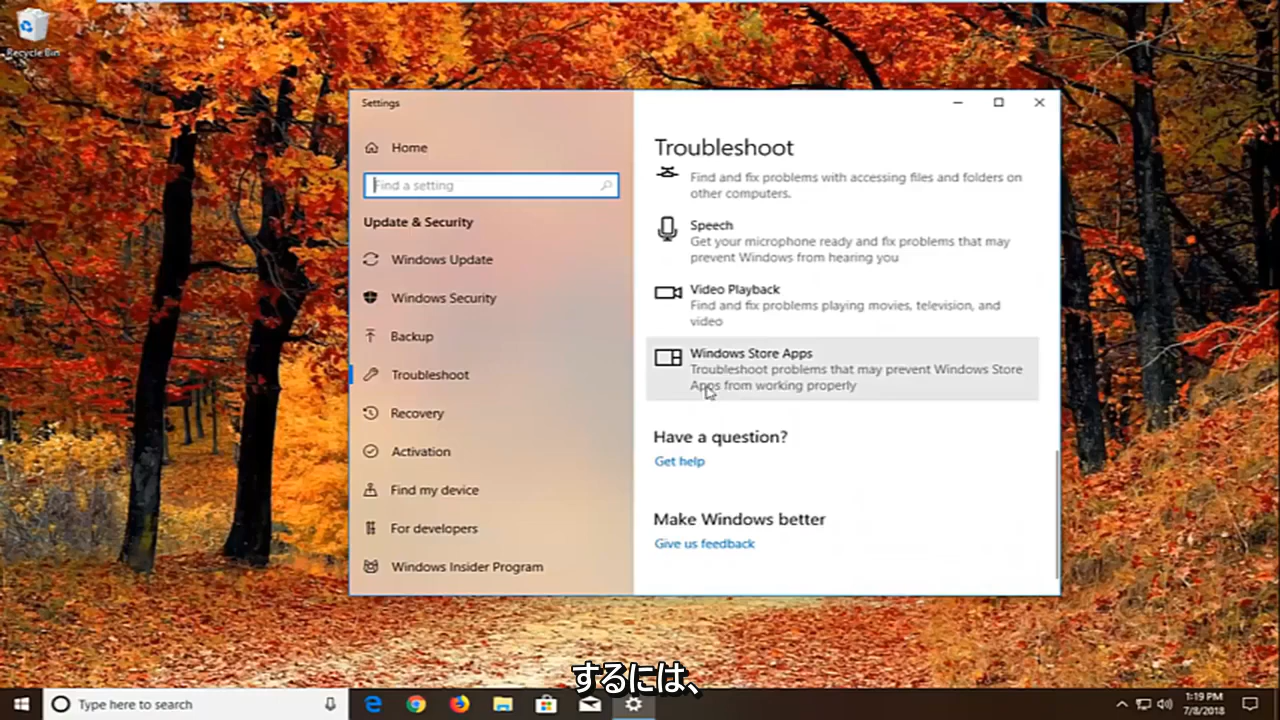 Recycle Bin
Settings
Home
Find a setting
Update & Security
Windows Update
Windows Security
Backup
Troubleshoot
Recovery
Activation
Find my device
For developers
Windows Insider Program
Troubleshoot
Find and fix problems with accessing files and folders on
other computers.
Speech
Get your microphone ready and fix problems that may
prevent Windows from hearing you
Video Playback
Find and fix problems playing movies, television, and
video
Windows Store Apps
Troubleshoot problems that may prevent Windows Store
Apps from working properly
Have a question?
Get help
Make Windows better
Give us feedback
するには、
Type here to search
1:19 PM
7/8/2018